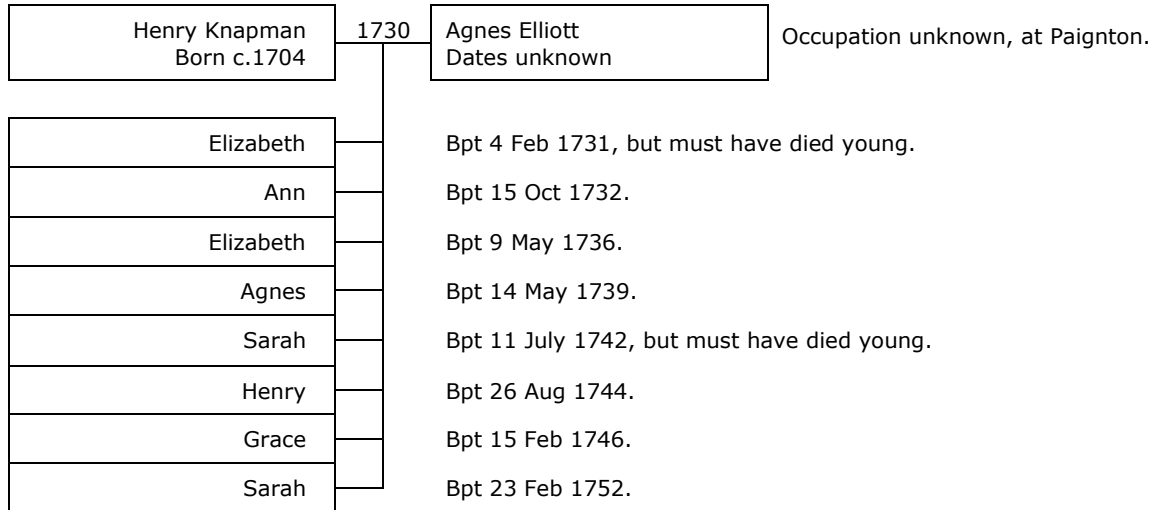 Henry Knapman 1730 Agnes Elliott Occupation unknown, at Paignton.
Born c.1704 Dates unknown
Elizabeth Bpt 4 Feb 1731, but must have died young.
Ann Bpt 15 Oct 1732.
Elizabeth Bpt 9 May 1736.
Agnes Bpt 14 May 1739.
Sarah Bpt 11 July 1742, but must have died young.
Henry Bpt 26 Aug 1744.
Grace Bpt 15 Feb 1746.
Sarah Bpt 23 Feb 1752.